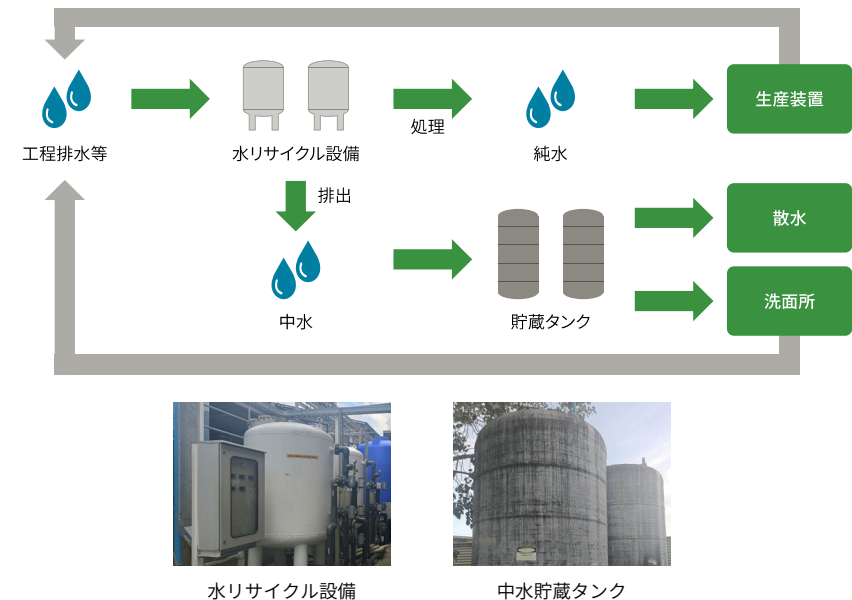 生産装置
処理
工程排水等
水リサイクル設備
純水
排出
散水
洗面所
中水
貯蔵タンク
水リサイクル設備
中水貯蔵タンク